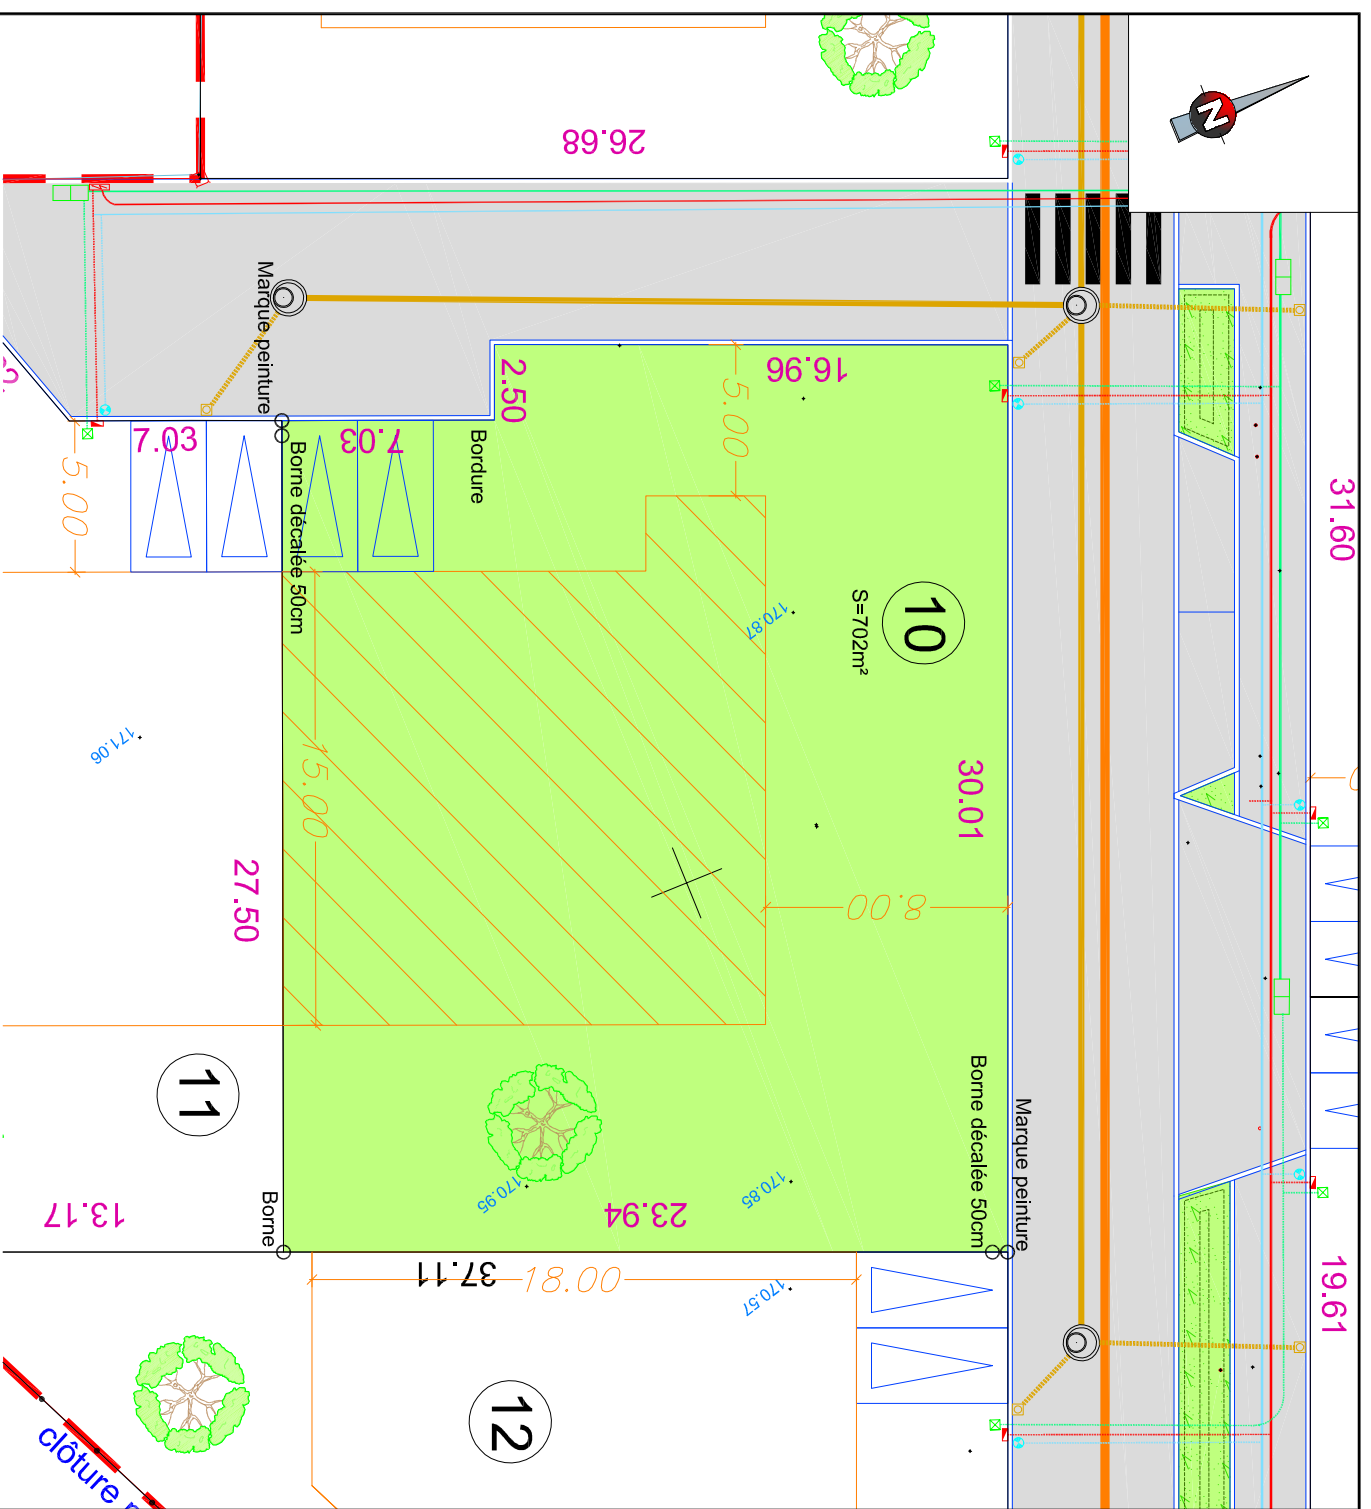 N
26.68
Marque peinture
2.50
16.96
5.00
7.03
7.03
Bordure
5.00
Borne décalée 50cm
31.60
10
S=702m²
170.87
171.06
15.00
30.01
27.50
8.00
11
Borne décalée 50cm
Marque peinture
13.17
Borne
170.95
23.94
170.85
37.11
18.00
170.57
19.61
12
clôture